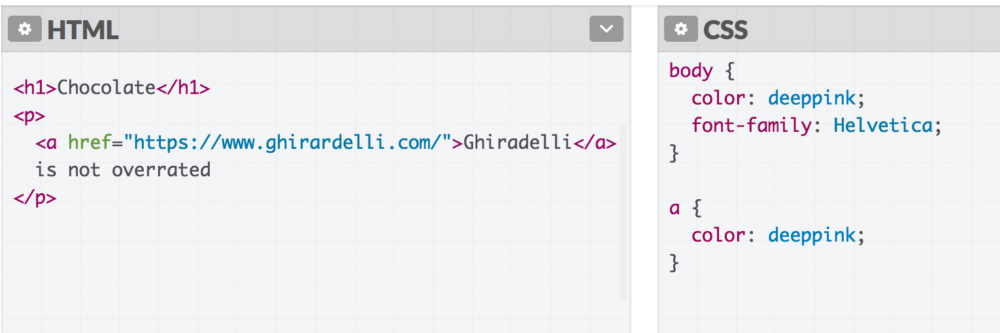 HTML
<h1>Chocolate</h1>
<p>
<a href="https://www.ghirardelli.com/">Ghiradelli</a>
is not overrated
</p>
CSS
body {
color: deeppink;
font-family: Helvetica;
}
a {
color: deeppink;
}